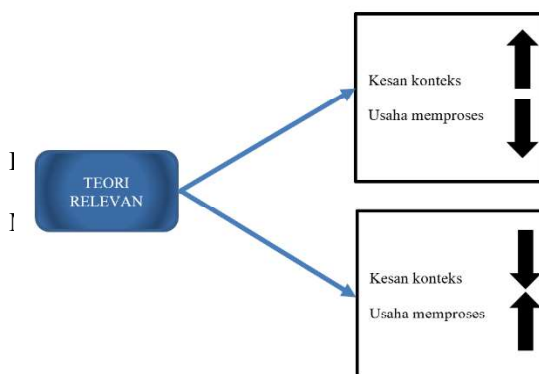 Kesan konteks
Usaha memproses
TEORI
RELEVAN
Kesan konteks
Usaha memproses